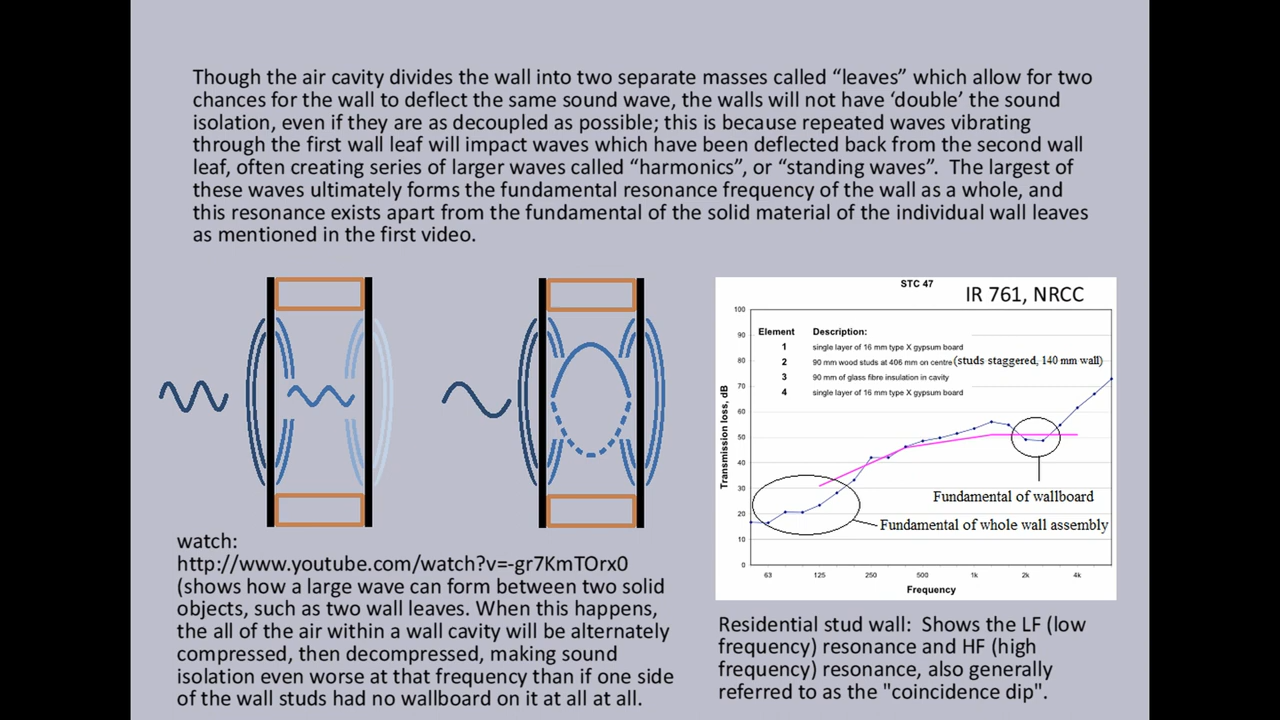 Though the air cavity divides the wall into two separate masses called “leaves” which allow for two
chances for the wall to deflect the same sound wave, the walls will not have ‘double’ the sound
isolation, even if they are as decoupled as possible; this is because repeated waves vibrating
through the first wall leaf will impact waves which have been deflected back from the second wall
leaf, often creating series of larger waves called “harmonics”, or “standing waves”.  The largest of
these waves ultimately forms the fundamental resonance frequency of the wall as a whole, and
this resonance exists apart from the fundamental of the solid material of the individual wall leaves
as mentioned in the first video.
watch:
http://www.youtube.com/watch?v=-gr7KmTOrx0
(shows how a large wave can form between two solid
objects, such as two wall leaves. When this happens,
the all of the air within a wall cavity will be alternately
compressed, then decompressed, making sound
isolation even worse at that frequency than if one side
of the wall studs had no wallboard on it at all at all.
STC 47
IR 761, NRCC
Element Description:
1 single layer of 16 mm type X gypsum board
2 90 mm wood studs at 406 mm on centre (studs staggered, 140 mm wall)
3 90 mm of glass fibre insulation in cavity
4 single layer of 16 mm type X gypsum board
Transmission loss, dB
100
90
80
70
60
50
40
30
20
10
0
Fundamental of wallboard
Fundamental of whole wall assembly
63 125 250 500 1k 2k 4k
Frequency
Residential stud wall:  Shows the LF (low
frequency) resonance and HF (high
frequency) resonance, also generally
referred to as the "coincidence dip".